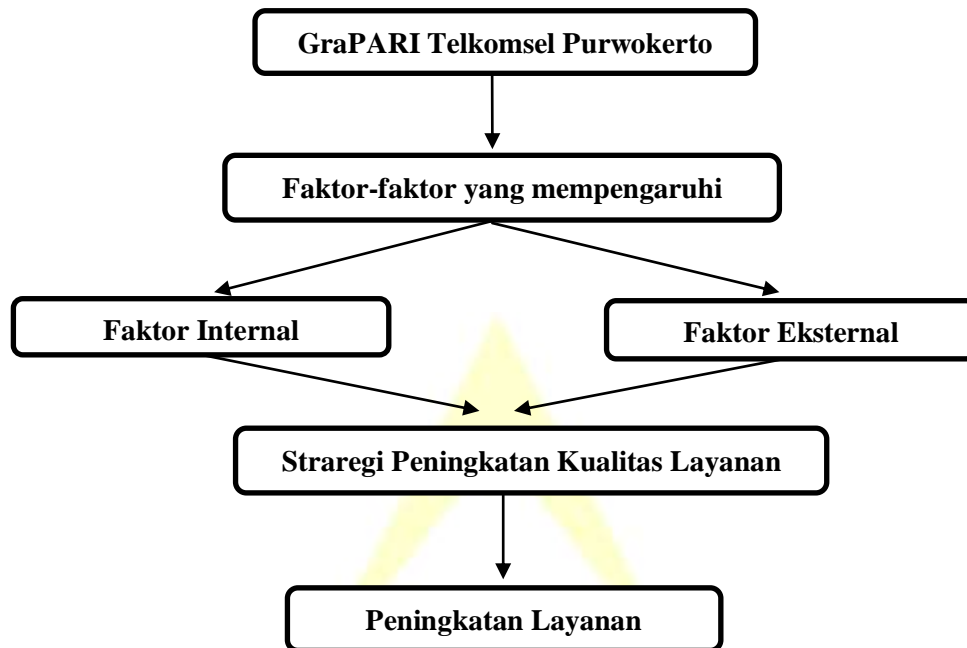 GraPARI Telkomsel Purwokerto
Faktor-faktor yang mempengaruhi
Faktor Internal
Faktor Eksternal
Straregi Peningkatan Kualitas Layanan
Peningkatan Layanan